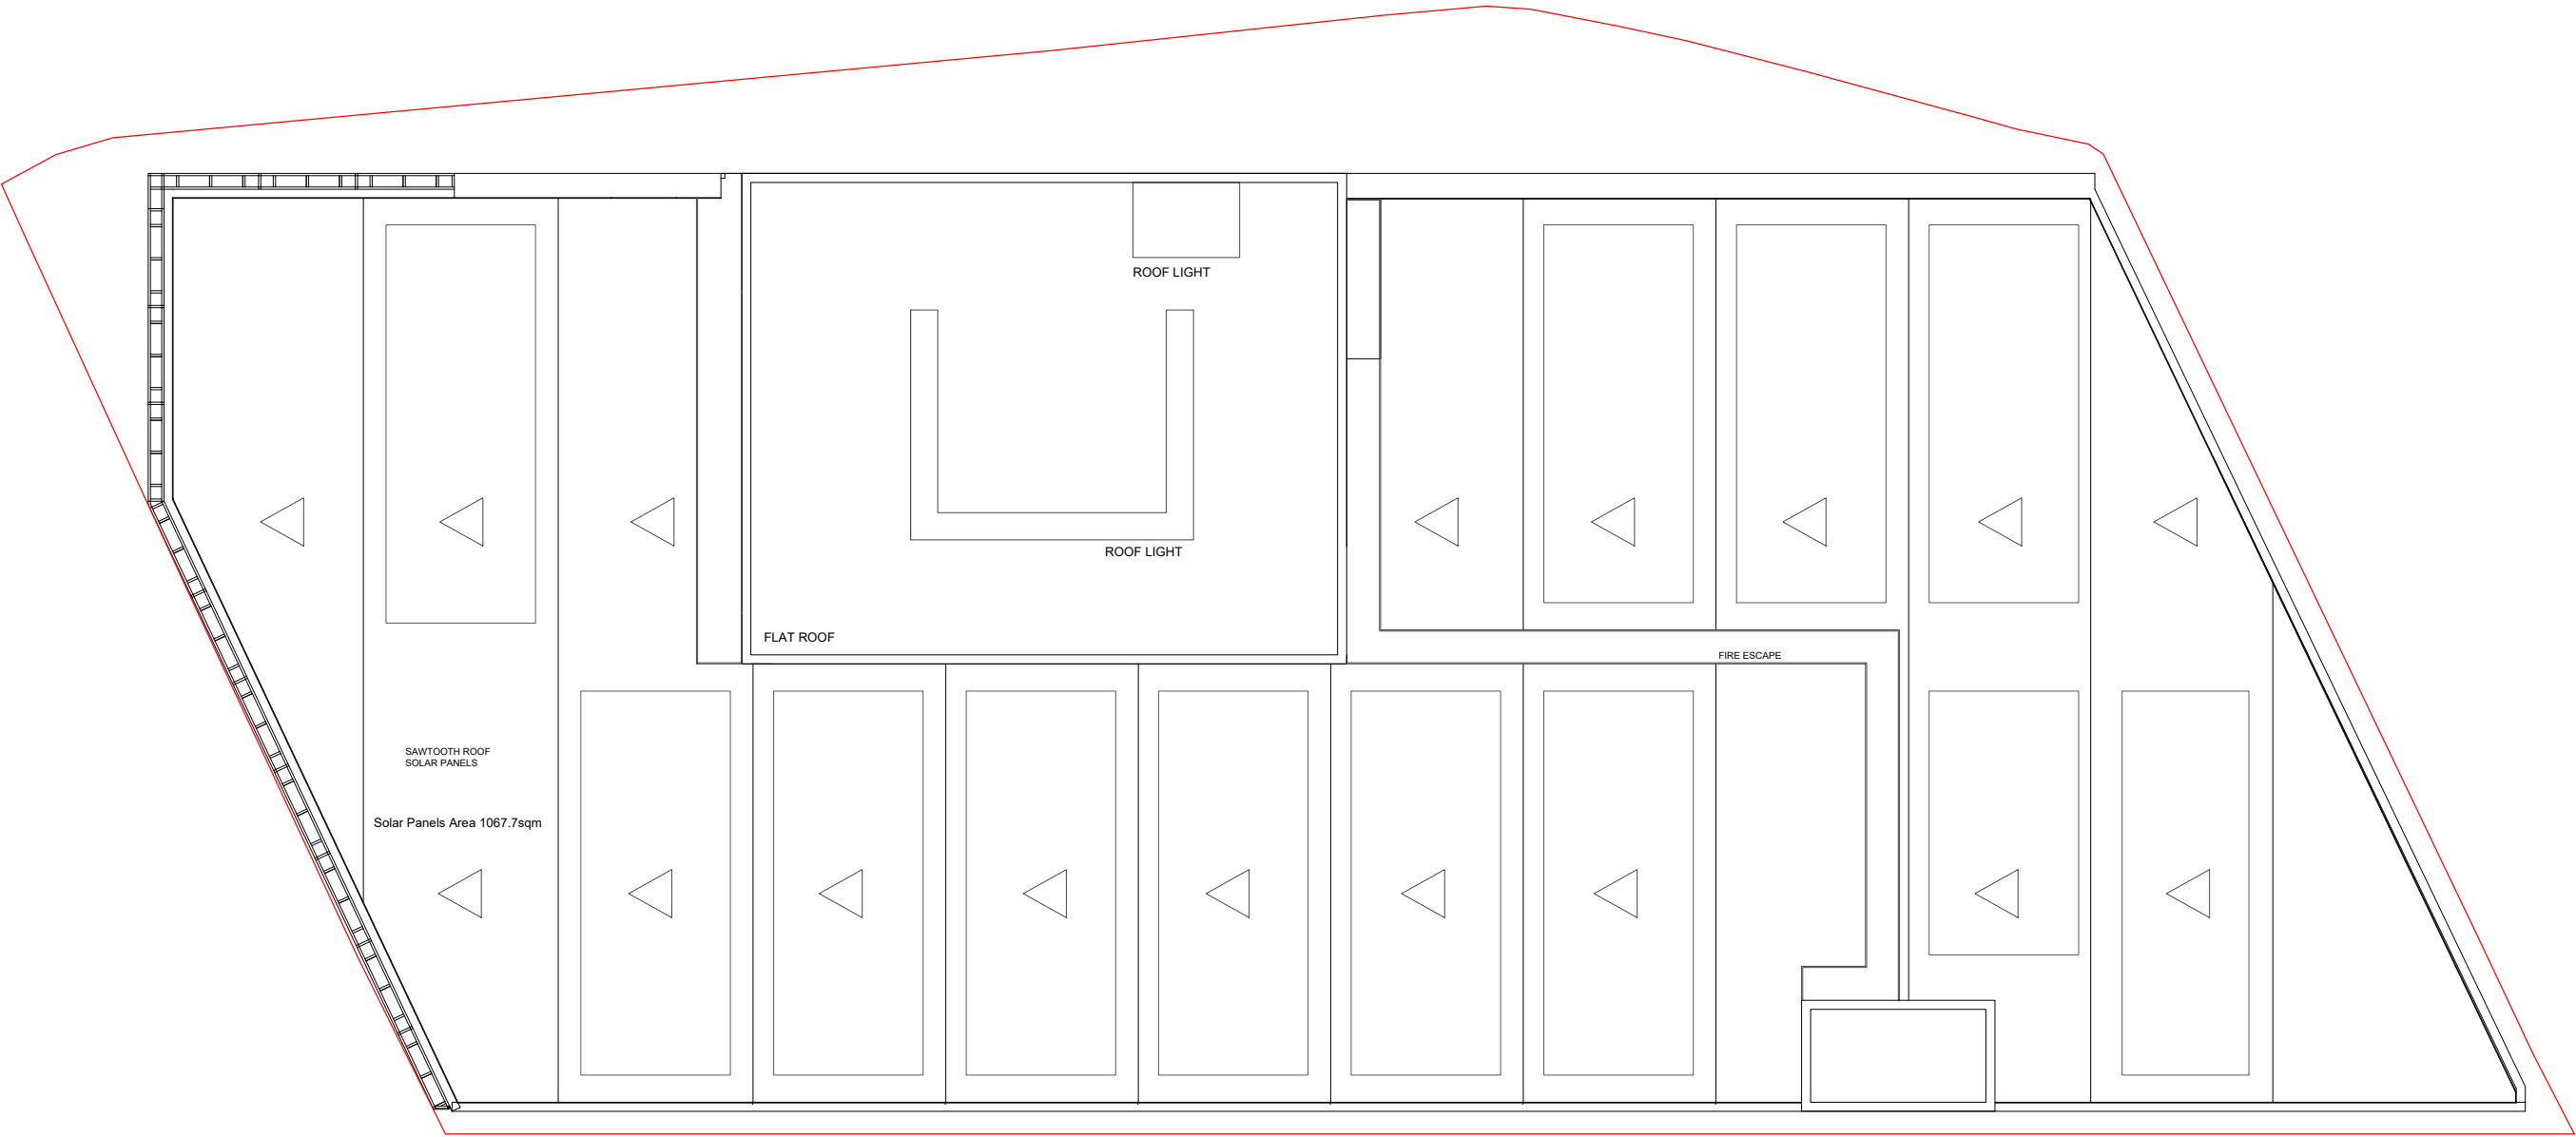 ROOF LIGHT
ROOF LIGHT
FLAT ROOF
FIRE ESCAPE
SAWTOOTH ROOF
SOLAR PANELS
Solar Panels Area 1067.7sqm